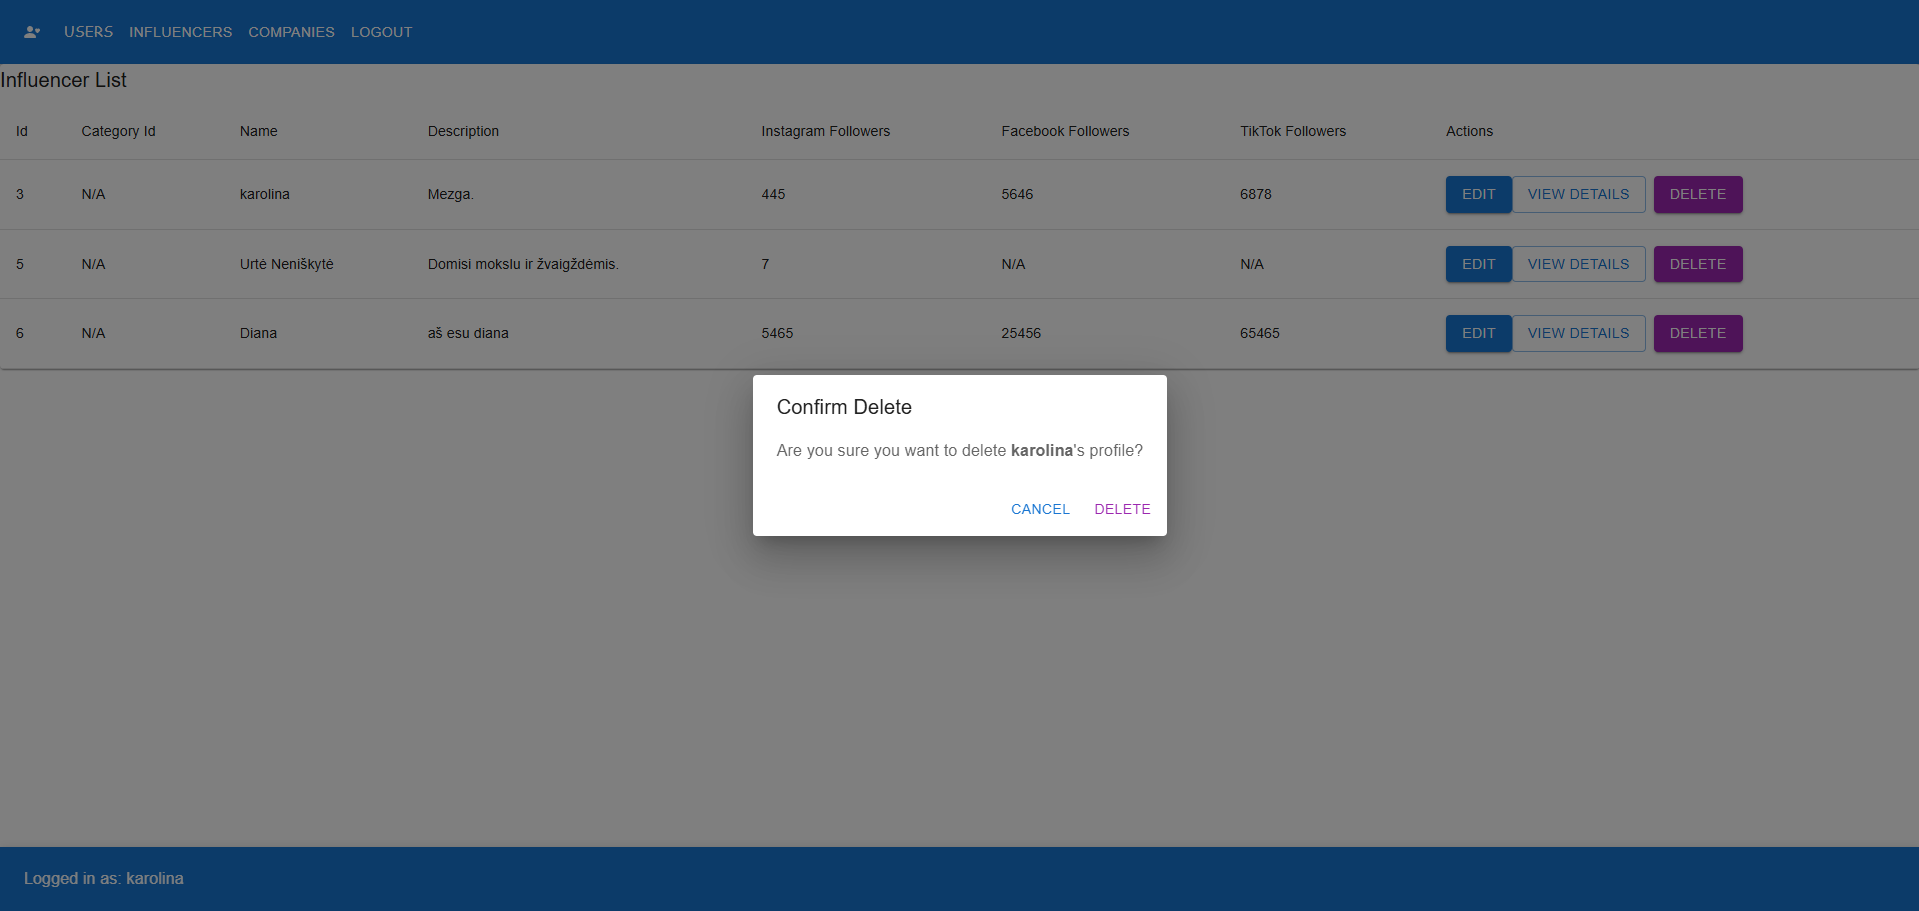 USERS INFLUENCERS COMPANIES LOGOUT
Influencer List
Id Category Id Name Description Instagram Followers Facebook Followers TikTok Followers Actions
3 N/A karolina Mezga. 445 5646 6878 EDIT VIEW DETAILS DELETE
5 N/A Urtė Neniškytė Domisi mokslu ir žvaigždėmis. 7 N/A N/A EDIT VIEW DETAILS DELETE
6 N/A Diana aš esu diana 5465 25456 65465 EDIT VIEW DETAILS DELETE
Confirm Delete
Are you sure you want to delete karolina's profile?
CANCEL DELETE
Logged in as: karolina